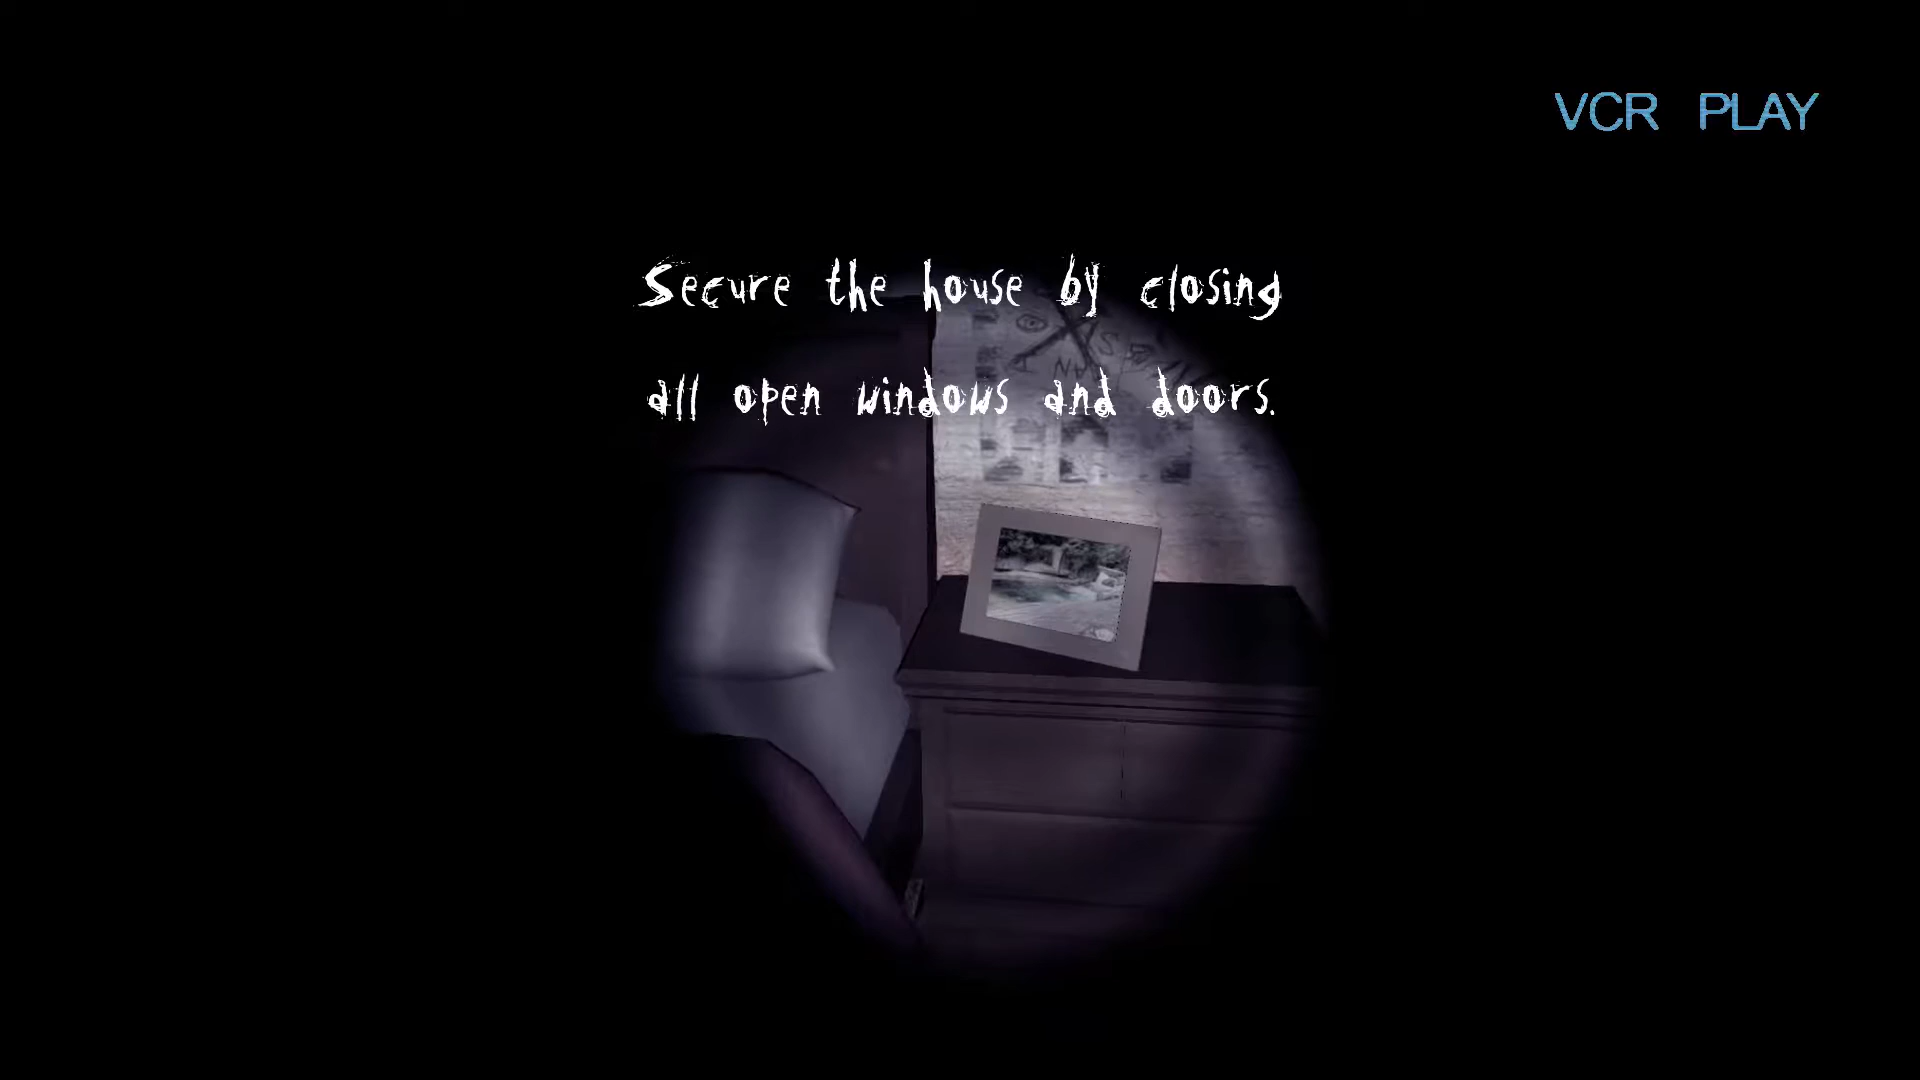 VCR PLAY
Secure the house by closing
all open windows and doors.